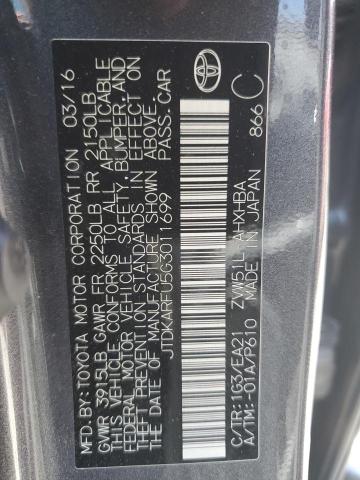 MFD.BY:TOYOTA MOTOR CORPORATION 03/16
GVWR 3915LB GAWR FR 2250LB RR 2150LB
THIS VEHICLE CONFORMS TO ALL APPLICABLE
FEDERAL MOTOR VEHICLE SAFETY, BUMPER, AND
THEFT PREVENTION STANDARDS IN EFFECT ON
THE DATE OF MANUFACTURE SHOWN ABOVE.
JTDKARFU5G3011699 PASS.CAR
C/TR:1G3/EA21 ZVW51L-AHXHBA
A/TM:-01A/P610 MADE IN JAPAN 866 C
TOYOTA